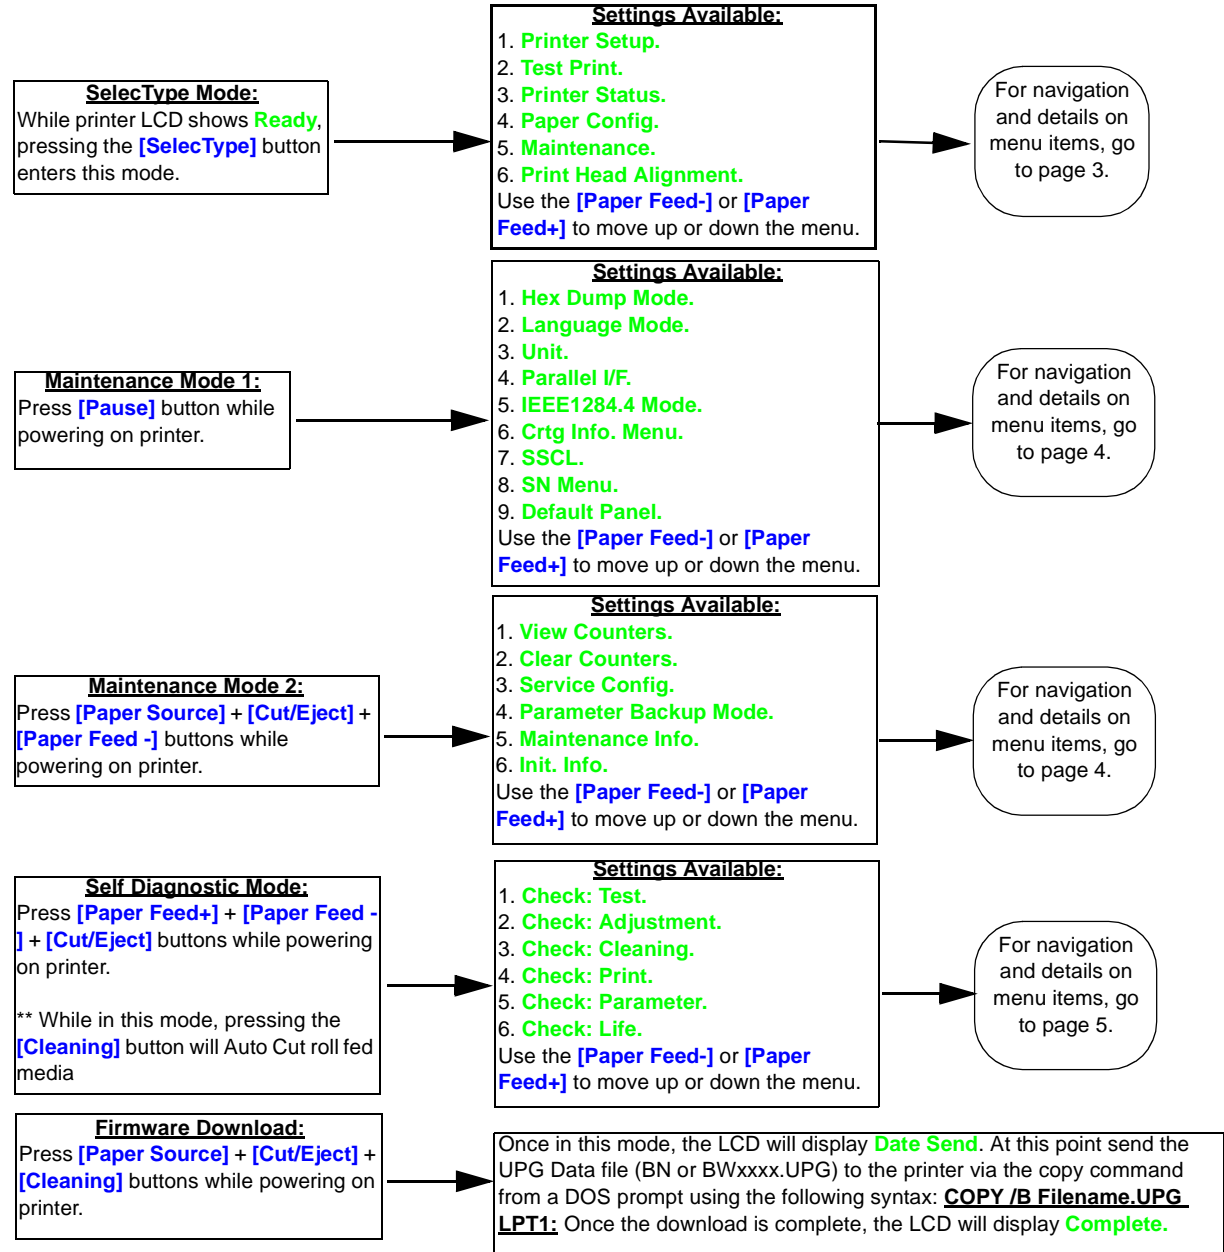 SelecType Mode:
While printer LCD shows Ready,
pressing the [SelecType] button
enters this mode.
Settings Available:
1. Printer Setup.
2. Test Print.
3. Printer Status.
4. Paper Config.
5. Maintenance.
6. Print Head Alignment.
Use the [Paper Feed-] or [Paper
Feed+] to move up or down the menu.
For navigation
and details on
menu items, go
to page 3.
Maintenance Mode 1:
Press [Pause] button while
powering on printer.
Settings Available:
1. Hex Dump Mode.
2. Language Mode.
3. Unit.
4. Parallel I/F.
5. IEEE1284.4 Mode.
6. Crtg Info. Menu.
7. SSCL.
8. SN Menu.
9. Default Panel.
Use the [Paper Feed-] or [Paper
Feed+] to move up or down the menu.
For navigation
and details on
menu items, go
to page 4.
Maintenance Mode 2:
Press [Paper Source] + [Cut/Eject] +
[Paper Feed -] buttons while
powering on printer.
Settings Available:
1. View Counters.
2. Clear Counters.
3. Service Config.
4. Parameter Backup Mode.
5. Maintenance Info.
6. Init. Info.
Use the [Paper Feed-] or [Paper
Feed+] to move up or down the menu.
For navigation
and details on
menu items, go
to page 4.
Self Diagnostic Mode:
Press [Paper Feed+] + [Paper Feed -
] + [Cut/Eject] buttons while powering
on printer.
** While in this mode, pressing the
[Cleaning] button will Auto Cut roll fed
media
Settings Available:
1. Check: Test.
2. Check: Adjustment.
3. Check: Cleaning.
4. Check: Print.
5. Check: Parameter.
6. Check: Life.
Use the [Paper Feed-] or [Paper
Feed+] to move up or down the menu.
For navigation
and details on
menu items, go
to page 5.
Firmware Download:
Press [Paper Source] + [Cut/Eject] +
[Cleaning] buttons while powering on
printer.
Once in this mode, the LCD will display Date Send. At this point send the
UPG Data file (BN or BWxxxx.UPG) to the printer via the copy command
from a DOS prompt using the following syntax: COPY /B Filename.UPG
LPT1: Once the download is complete, the LCD will display Complete.